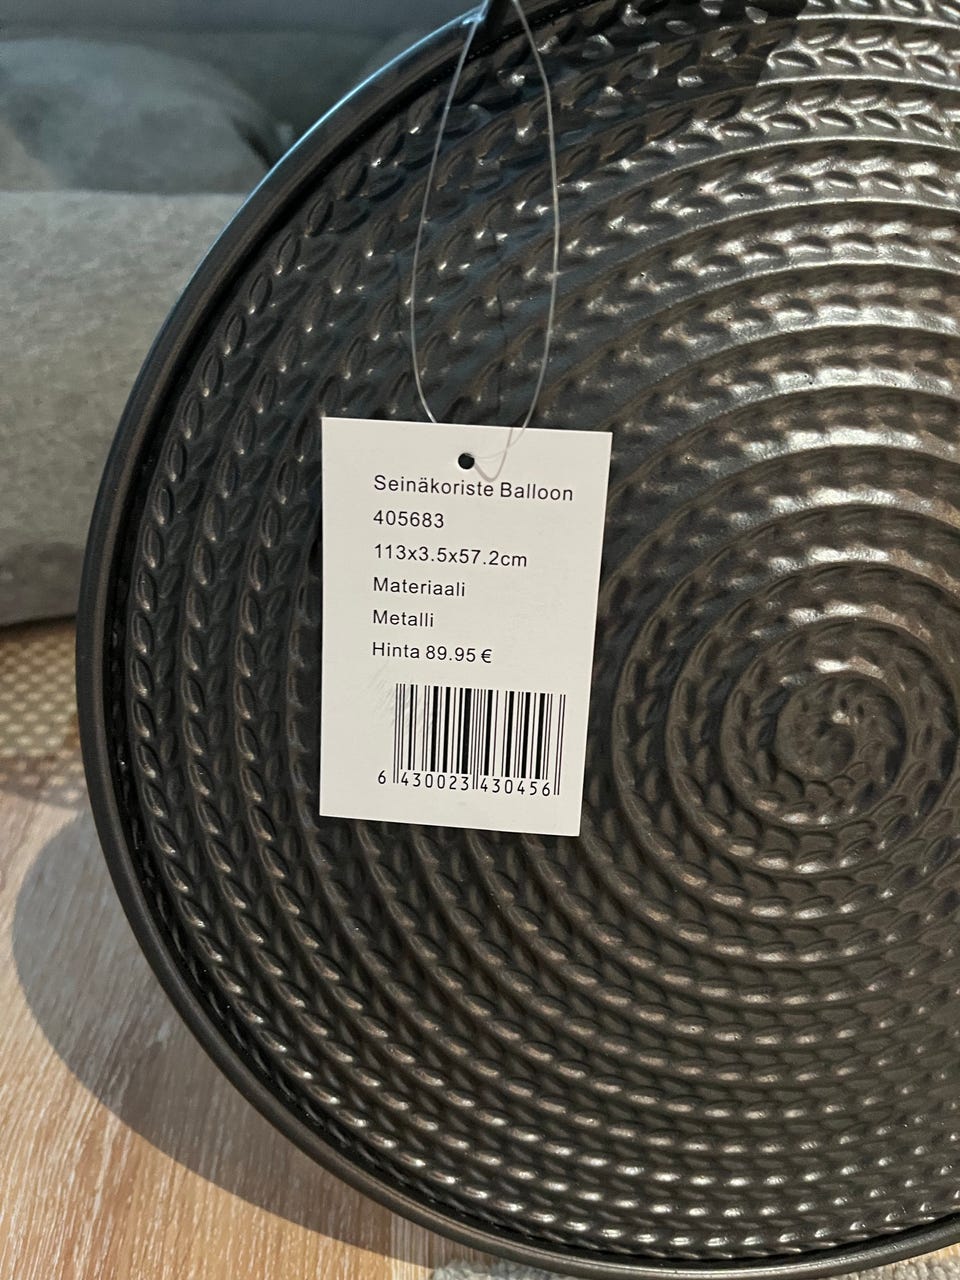 Seinäkoriste Balloon
405683
113x3.5x57.2cm
Materiaali
Metalli
Hinta 89.95 €
6 430023 430456